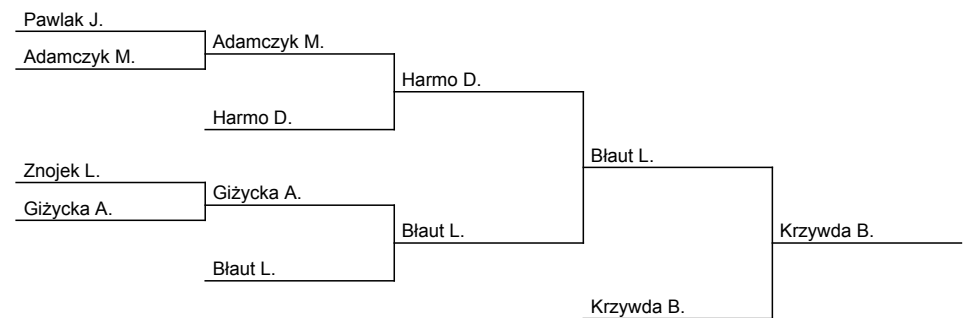 Pawlak J.
Adamczyk M.
Adamczyk M.
Harmo D.
Harmo D.
Znojek L.
Błaut L.
Giżycka A.
Giżycka A.
Błaut L.
Krzywda B.
Błaut L.
Krzywda B.